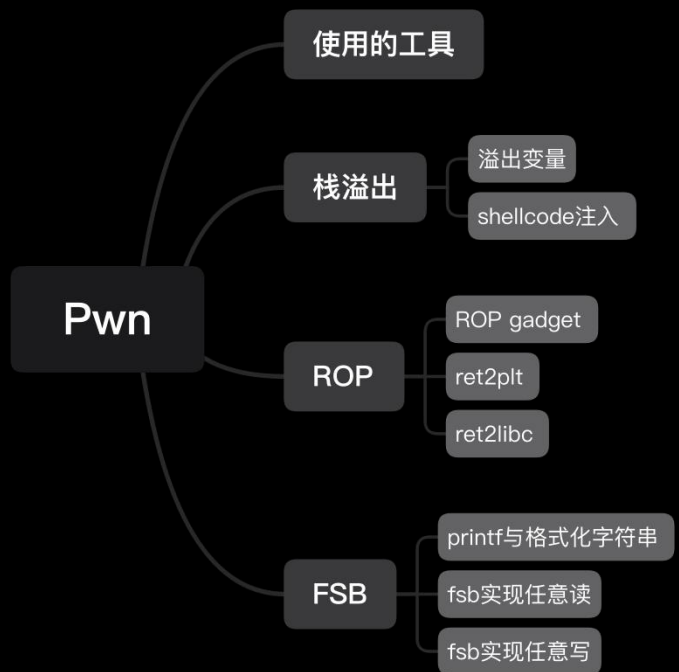 Pwn
使用的工具
栈溢出
溢出变量
shellcode注入
ROP
ROP gadget
ret2plt
ret2libc
FSB
printf与格式化字符串
fsb实现任意读
fsb实现任意写